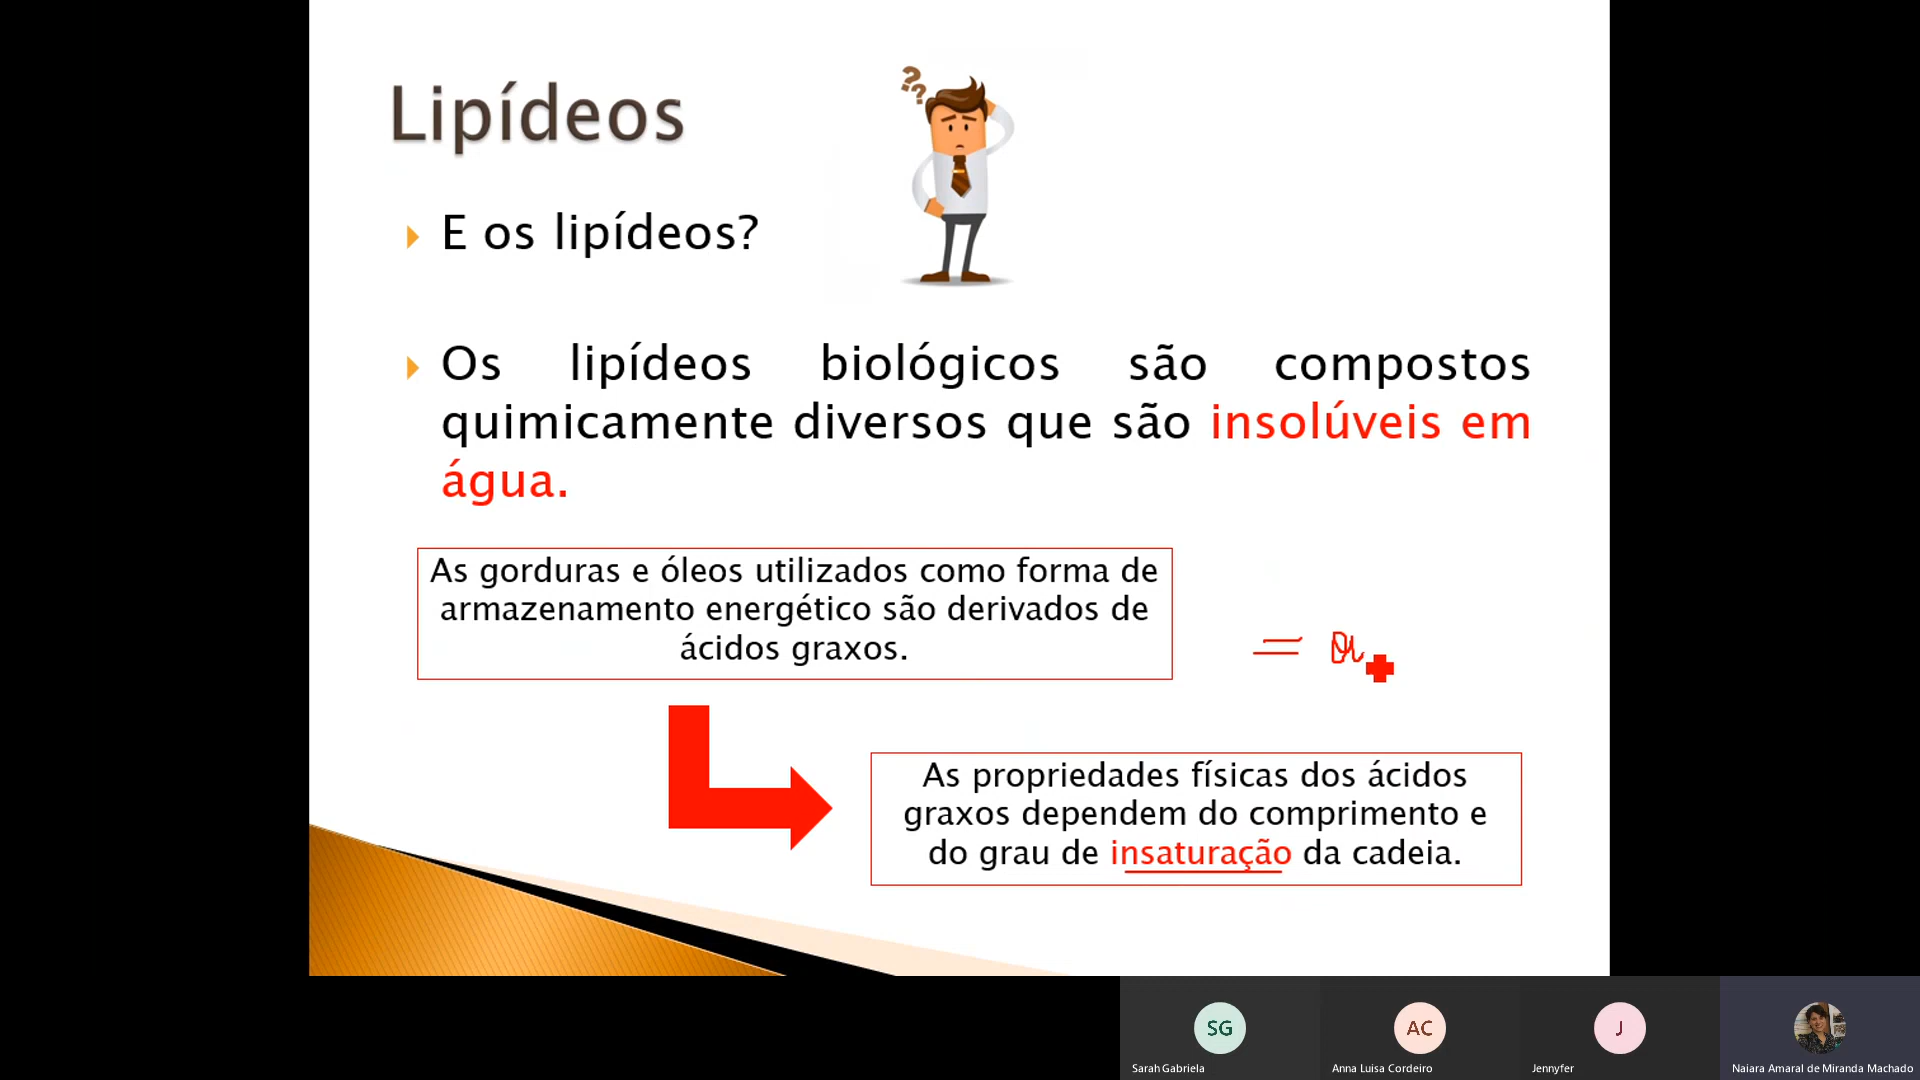 Lipídeos
??
E os lipídeos?
Os lipídeos biológicos são compostos
quimicamente diversos que são insolúveis em
água.
As gorduras e óleos utilizados como forma de
armazenamento energético são derivados de
ácidos graxos.
=
As propriedades físicas dos ácidos
graxos dependem do comprimento e
do grau de insaturação da cadeia.
SG
AC
J
Sarah Gabriela
Anna Luisa Cordeiro
Jennyfer
Naiara Amaral de Miranda Machado